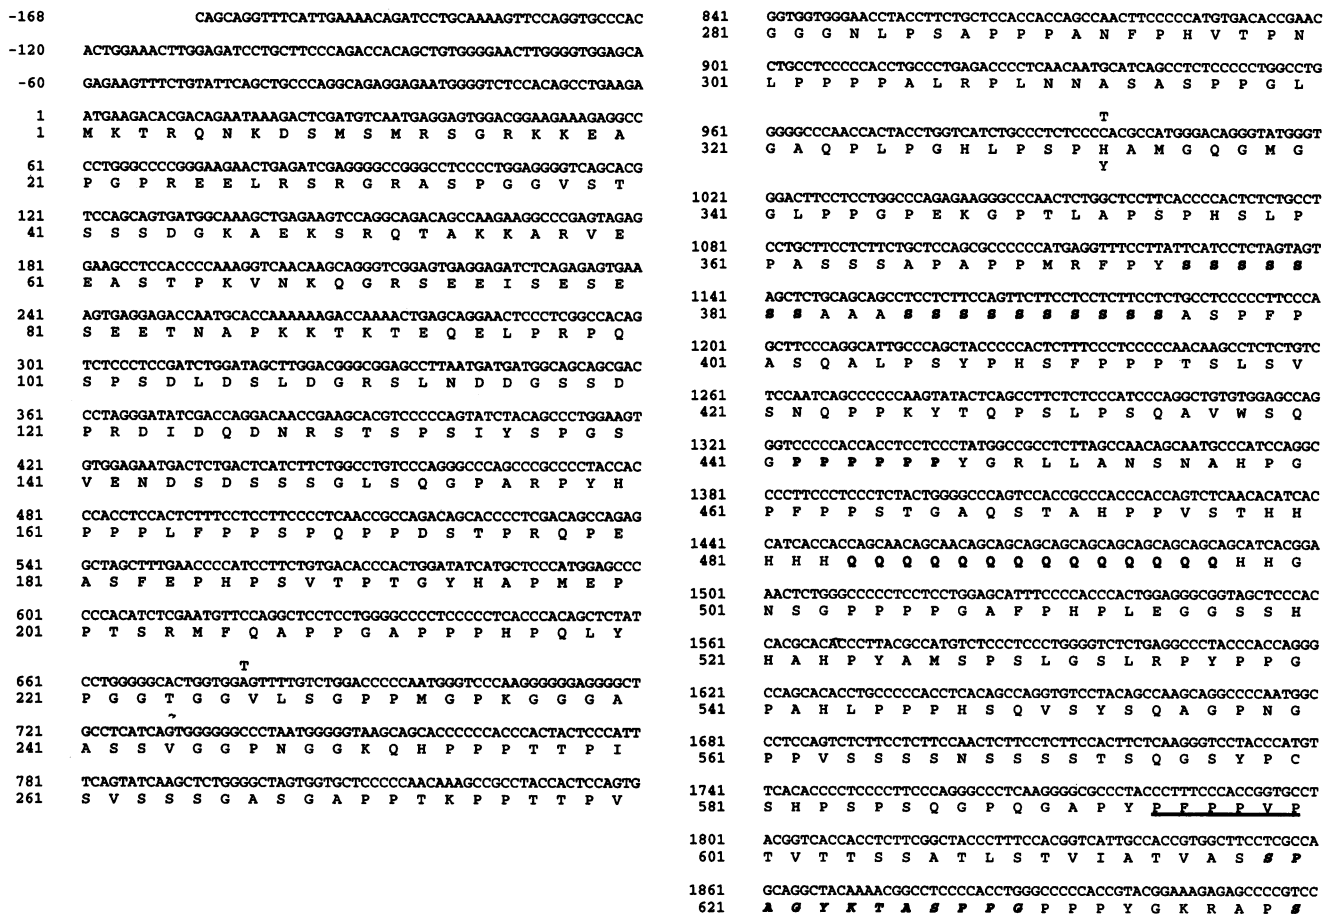 -168 CAGCAGGTTTCATTGAAAACAGATCCTGCAAAAGTTCCAGGTGCCCAC
-120 ACTGGAAACTTGGAGATCCTGCTTCCCAGACCACAGCTGTGGGGAACTTGGGGTGGAGCA
-60 GAGAAGTTTCTGTATTCAGCTGCCCAGGCAGAGGAGAATGGGGTCTCCACAGCCTGAAGA
1 ATGAAGACACGACAGAATAAAGACTCGATGTCAATGAGGAGTGGACGGAAGAAAGAGGCC
1 M K T R Q N K D S M S M R S G R K K E A
61 CCTGGGCCCCGGGAAGAACTGAGATCGAGGGGCCGGGCCTCCCCTGGAGGGGTCAGCACG
21 P G P R E E L R S R G R A S P G G V S T
121 TCCAGCAGTGATGGCAAAGCTGAGAAGTCCAGGCAGACAGCCAAGAAGGCCCGAGTAGAG
41 S S S D G K A E K S R Q T A K K A R V E
181 GAAGCCTCCACCCCAAAGGTCAACAAGCAGGGTCGGAGTGAGGAGATCTCAGAGAGTGAA
61 E A S T P K V N K Q G R S E E I S E S E
241 AGTGAGGAGACCAATGCACCAAAAAAGACCAAAACTGAGCAGGAACTCCCTCGGCCACAG
81 S E E T N A P K K T K T E Q E L P R P Q
301 TCTCCCTCCGATCTGGATAGCTTGGACGGGCGGAGCCTTAATGATGATGGCAGCAGCGAC
101 S P S D L D S L D G R S L N D D G S S D
361 CCTAGGGATATCGACCAGGACAACCGAAGCACGTCCCCCAGTATCTACAGCCCTGGAAGT
121 P R D I D Q D N R S T S P S I Y S P G S
421 GTGGAGAATGACTCTGACTCATCTTCTGGCCTGTCCCAGGGCCCAGCCCGCCCCTACCAC
141 V E N D S D S S S G L S Q G P A R P Y H
481 CCACCTCCACTCTTTCCTCCTTCCCCTCAACCGCCAGACAGCACCCCTCGACAGCCAGAG
161 P P P L F P P S P Q P P D S T P R Q P E
541 GCTAGCTTTGAACCCCATCCTTCTGTGACACCCACTGGATATCATGCTCCCATGGAGCCC
181 A S F E P H P S V T P T G Y H A P M E P
601 CCCACATCTCGAATGTTCCAGGCTCCTCCTGGGGCCCCTCCCCCTCACCCACAGCTCTAT
201 P T S R M F Q A P P G A P P P H P Q L Y
T
661 CCTGGGGGCACTGGTGGAGTTTTGTCTGGACCCCCAATGGGTCCCAAGGGGGGAGGGGCT
221 P G G T G G V L S G P P M G P K G G G A
721 GCCTCATCAGTGGGGGGCCCTAATGGGGGTAAGCAGCACCCCCCACCCACTACTCCCATT
241 A S S V G G P N G G K Q H P P P T T P I
781 TCAGTATCAAGCTCTGGGGCTAGTGGTGCTCCCCCAACAAAGCCGCCTACCACTCCAGTG
261 S V S S S G A S G A P P T K P P T T P V
841 GGTGGTGGGAACCTACCTTCTGCTCCACCACCAGCCAACTTCCCCCATGTGACACCGAAC
281 G G G N L P S A P P P A N F P H V T P N
901 CTGCCTCCCCCACCTGCCCTGAGACCCCTCAACAATGCATCAGCCTCTCCCCCTGGCCTG
301 L P P P P A L R P L N N A S A S P P G L
T
961 GGGGCCCAACCACTACCTGGTCATCTGCCCTCTCCCCACGCCATGGGACAGGGTATGGGT
321 G A Q P L P G H L P S P H A M G Q G M G
Y
1021 GGACTTCCTCCTGGCCCAGAGAAGGGCCCAACTCTGGCTCCTTCACCCCACTCTCTGCCT
341 G L P P G P E K G P T L A P S P H S L P
1081 CCTGCTTCCTCTTCTGCTCCAGCGCCCCCCATGAGGTTTCCTTATTCATCCTCTAGTAGT
361 P A S S S A P A P P M R F P Y S S S S S
1141 AGCTCTGCAGCAGCCTCCTCTTCCAGTTCTTCCTCCTCTTCCTCTGCCTCCCCCTTCCCA
381 S S A A A S S S S S S S S S S A S P F P
1201 GCTTCCCAGGCATTGCCCAGCTACCCCCACTCTTTCCCTCCCCCAACAAGCCTCTCTGTC
401 A S Q A L P S Y P H S F P P P T S L S V
1261 TCCAATCAGCCCCCCAAGTATACTCAGCCTTCTCTCCCATCCCAGGCTGTGTGGAGCCAG
421 S N Q P P K Y T Q P S L P S Q A V W S Q
1321 GGTCCCCCACCACCTCCTCCCTATGGCCGCCTCTTAGCCAACAGCAATGCCCATCCAGGC
441 G P P P P P P Y G R L L A N S N A H P G
1381 CCCTTCCCTCCCTCTACTGGGGCCCAGTCCACCGCCCACCCACCAGTCTCAACACATCAC
461 P F P P S T G A Q S T A H P P V S T H H
1441 CATCACCACCAGCAACAGCAACAGCAGCAGCAGCAGCAGCAGCAGCAGCAGCATCACGGA
481 H H H Q Q Q Q Q Q Q Q Q Q Q Q Q Q H H G
1501 AACTCTGGGCCCCCTCCTCCTGGAGCATTTCCCCACCCACTGGAGGGCGGTAGCTCCCAC
501 N S G P P P P G A F P H P L E G G S S H
1561 CACGCACACCCTTACGCCATGTCTCCCTCCCTGGGGTCTCTGAGGCCCTACCCACCAGGG
521 H A H P Y A M S P S L G S L R P Y P P G
1621 CCAGCACACCTGCCCCCACCTCACAGCCAGGTGTCCTACAGCCAAGCAGGCCCCAATGGC
541 P A H L P P P H S Q V S Y S Q A G P N G
1681 CCTCCAGTCTCTTCCTCTTCCAACTCTTCCTCTTCCACTTCTCAAGGGTCCTACCCATGT
561 P P V S S S S N S S S S T S Q G S Y P C
1741 TCACACCCCTCCCCTTCCCAGGGCCCTCAAGGGGCGCCCTACCCTTTCCCACCGGTGCCT
581 S H P S P S Q G P Q G A P Y P F P P V P
1801 ACGGTCACCACCTCTTCGGCTACCCTTTCCACGGTCATTGCCACCGTGGCTTCCTCGCCA
601 T V T T S S A T L S T V I A T V A S S P
1861 GCAGGCTACAAAACGGCCTCCCCACCTGGGCCCCCACCGTACGGAAAGAGAGCCCCGTCC
621 A G Y K T A S P P G P P P Y G K R A P S